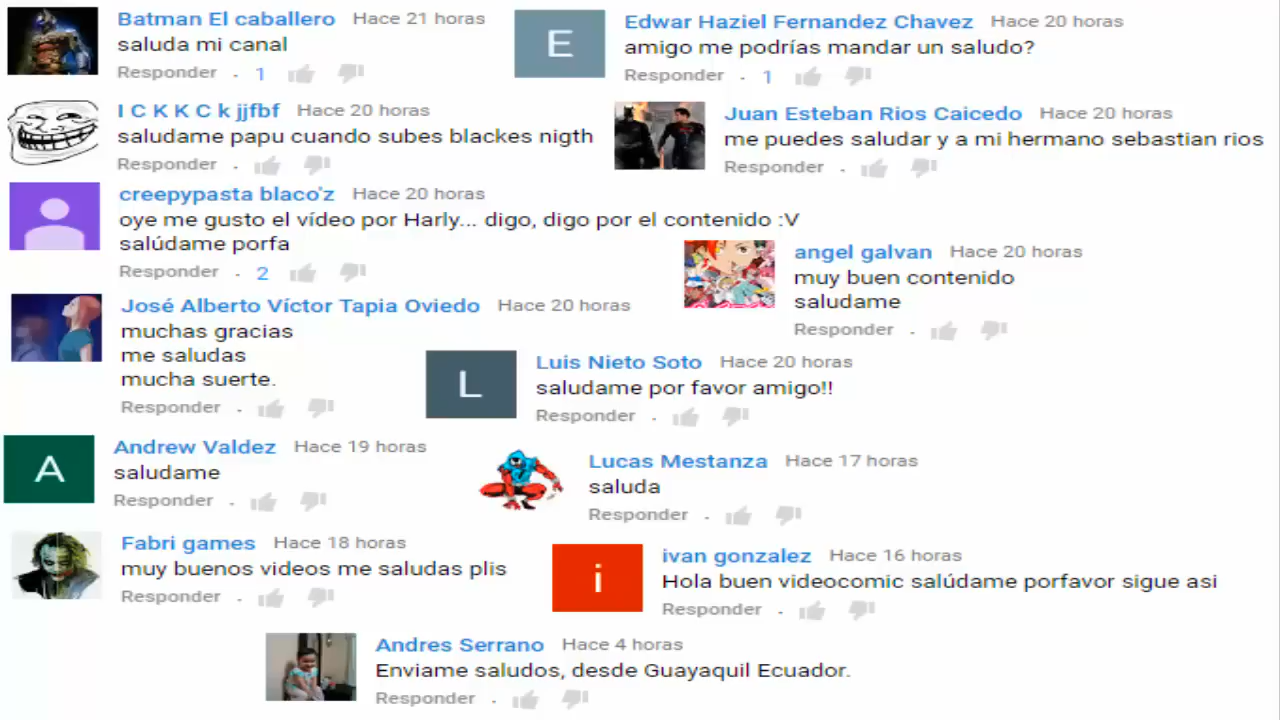 Batman El caballero Hace 21 horas
saluda mi canal
Responder . 1
E
Edwar Haziel Fernandez Chavez Hace 20 horas
amigo me podrías mandar un saludo?
Responder . 1
I C K K C k jjfbf Hace 20 horas
saludame papu cuando subes blackes nigth
Responder .
Juan Esteban Rios Caicedo Hace 20 horas
me puedes saludar y a mi hermano sebastian rios
Responder .
creepypasta blaco'z Hace 20 horas
oye me gusto el vídeo por Harly... digo, digo por el contenido :V
salúdame porfa
Responder . 2
angel galvan Hace 20 horas
muy buen contenido
saludame
Responder .
José Alberto Víctor Tapia Oviedo Hace 20 horas
muchas gracias
me saludas
mucha suerte.
Responder .
L
Luis Nieto Soto Hace 20 horas
saludame por favor amigo!!
Responder .
A
Andrew Valdez Hace 19 horas
saludame
Responder .
Lucas Mestanza Hace 17 horas
saluda
Responder .
Fabri games Hace 18 horas
muy buenos videos me saludas plis
Responder .
i
ivan gonzalez Hace 16 horas
Hola buen videocomic salúdame porfavor sigue asi
Responder .
Andres Serrano Hace 4 horas
Enviame saludos, desde Guayaquil Ecuador.
Responder .